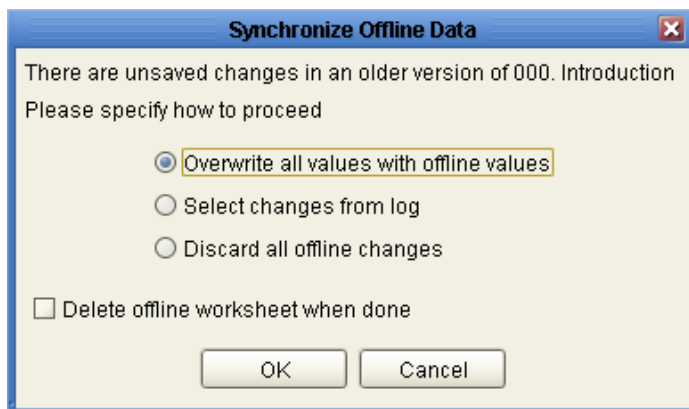 Synchronize Offline Data
There are unsaved changes in an older version of 000. Introduction
Please specify how to proceed
Overwrite all values with offline values
Select changes from log
Discard all offline changes
Delete offline worksheet when done
OK
Cancel